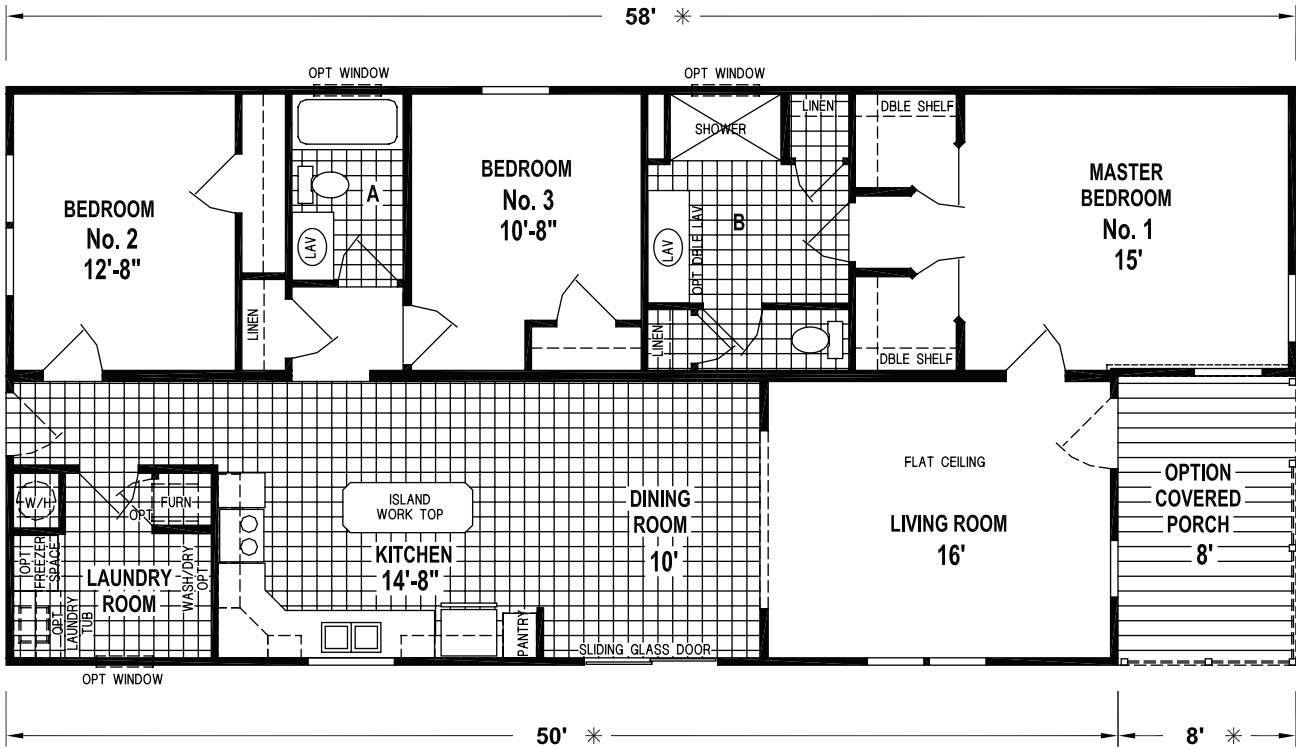 58' ✳
OPT WINDOW
OPT WINDOW
BEDROOM
No. 2
12'-8"
LINEN
LAV
A
BEDROOM
No. 3
10'-8"
SHOWER
LINEN
LAV
OPT DBLE LAV
B
LINEN
DBLE SHELF
DBLE SHELF
MASTER
BEDROOM
No. 1
15'
W/H
OPT
FURN
OPT
FREEZER
SPACE
LAUNDRY
ROOM
WASH/DRY
OPT
OPT
LAUNDRY
TUB
OPT WINDOW
ISLAND
WORK TOP
KITCHEN
14'-8"
PANTRY
DINING
ROOM
10'
SLIDING GLASS DOOR
FLAT CEILING
LIVING ROOM
16'
OPTION
COVERED
PORCH
8'
50' ✳
8' ✳